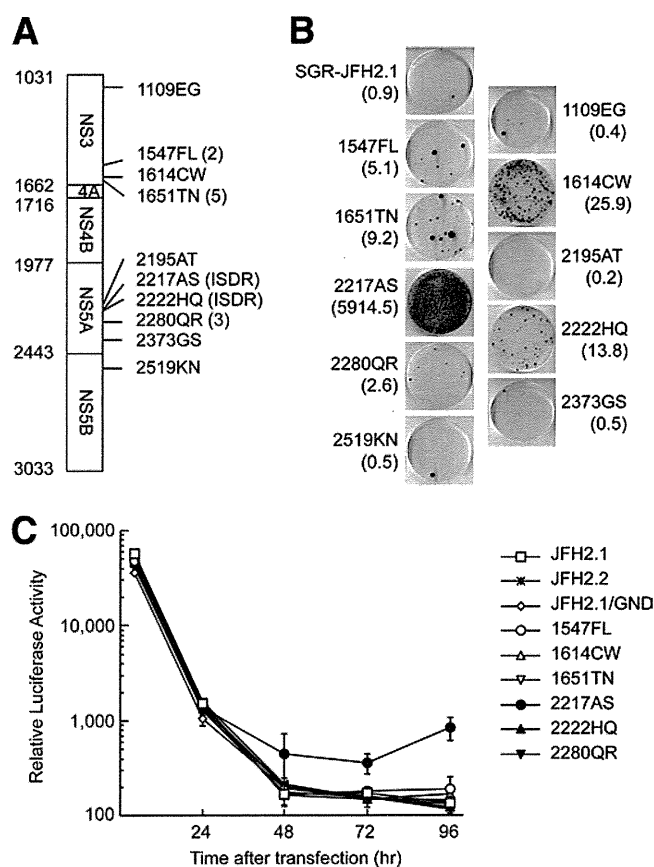 A
1031
NS3
1109EG
1547FL (2)
1614CW
1662
4A
1651TN (5)
1716
NS4B
1977
2195AT
2217AS (ISDR)
2222HQ (ISDR)
NS5A
2280QR (3)
2373GS
2443
2519KN
NS5B
3033
B
SGR-JFH2.1
(0.9)
1547FL
(5.1)
1651TN
(9.2)
2217AS
(5914.5)
2280QR
(2.6)
2519KN
(0.5)
1109EG
(0.4)
1614CW
(25.9)
2195AT
(0.2)
2222HQ
(13.8)
2373GS
(0.5)
C
100,000
10,000
1,000
100
Relative Luciferase Activity
24
48
72
96
Time after transfection (hr)
JFH2.1
JFH2.2
JFH2.1/GND
1547FL
1614CW
1651TN
2217AS
2222HQ
2280QR